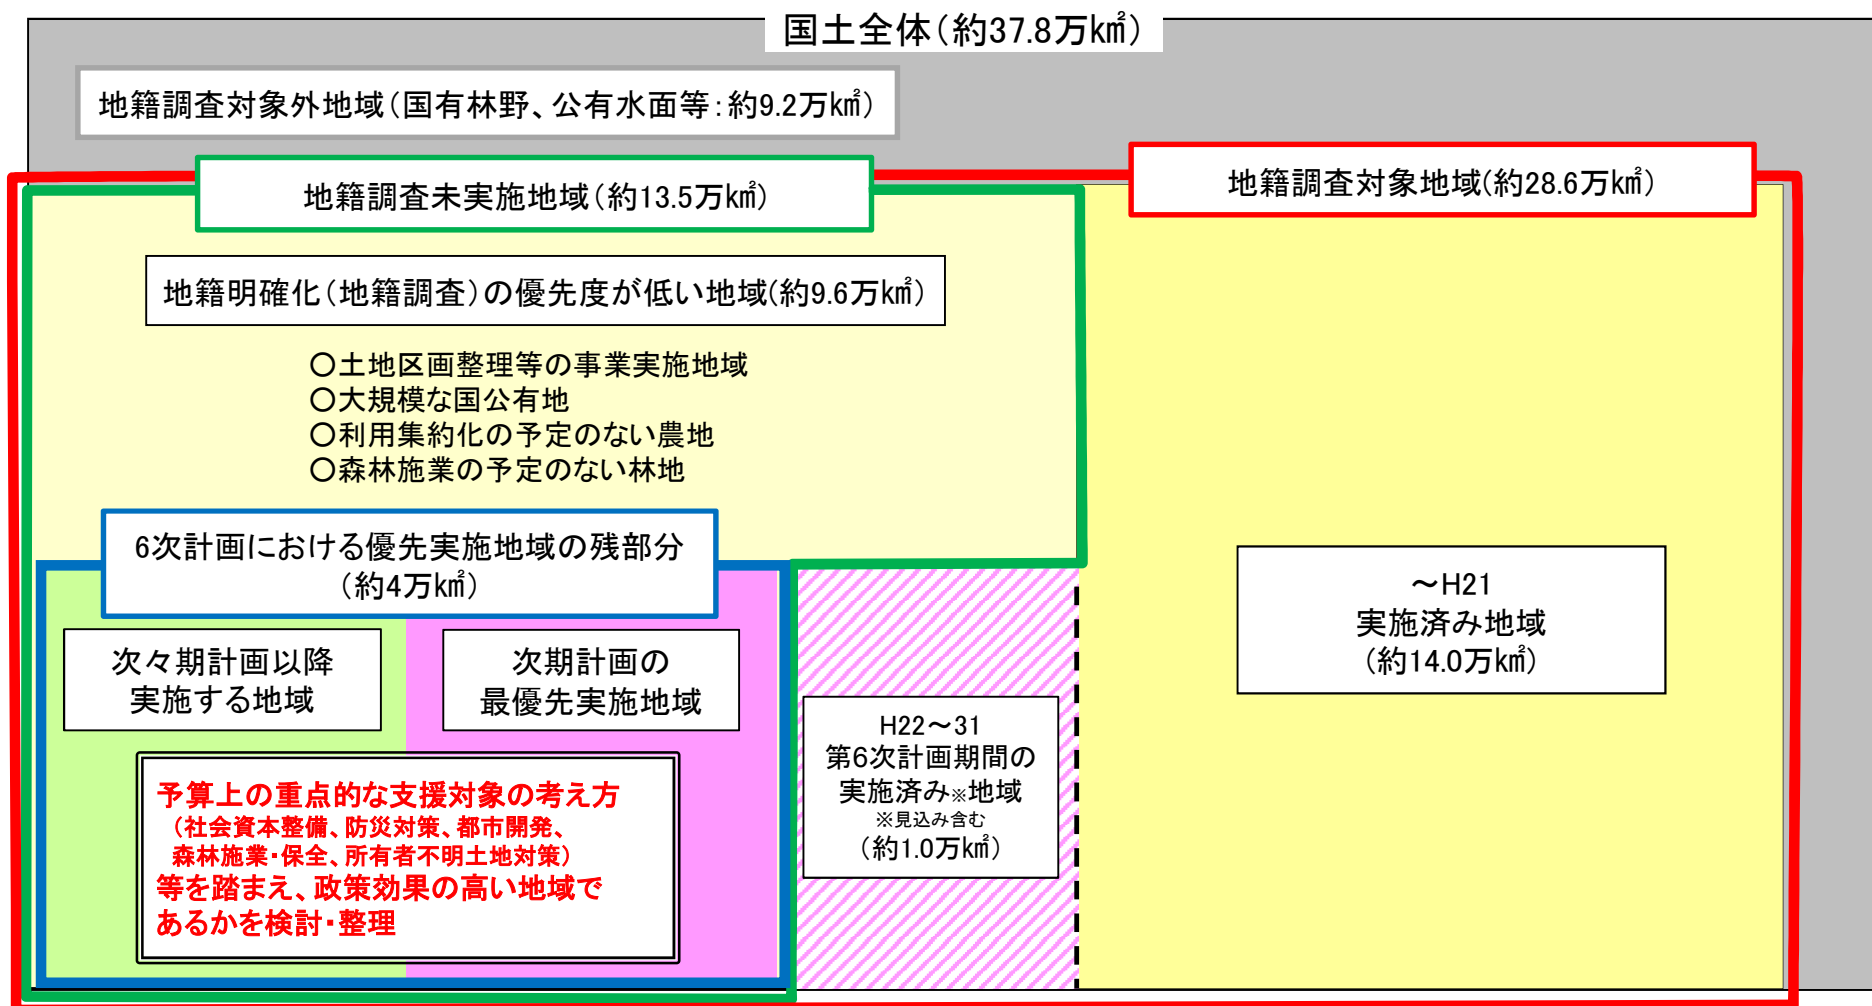 国土全体（約37.8万㎢）
地籍調査対象外地域（国有林野、公有水面等：約9.2万㎢）
地籍調査未実施地域（約13.5万㎢）
地籍調査対象地域(約28.6万㎢）
地籍明確化（地籍調査）の優先度が低い地域(約9.6万㎢）
○土地区画整理等の事業実施地域
○大規模な国公有地
○利用集約化の予定のない農地
○森林施業の予定のない林地
6次計画における優先実施地域の残部分
（約4万㎢）
次々期計画以降
実施する地域
次期計画の
最優先実施地域
予算上の重点的な支援対象の考え方
（社会資本整備、防災対策、都市開発、
森林施業・保全、所有者不明土地対策）
等を踏まえ、政策効果の高い地域で
あるかを検討・整理
H22～31
第6次計画期間の
実施済み※地域
※見込み含む
（約1.0万㎢）
～H21
実施済み地域
（約14.0万㎢）